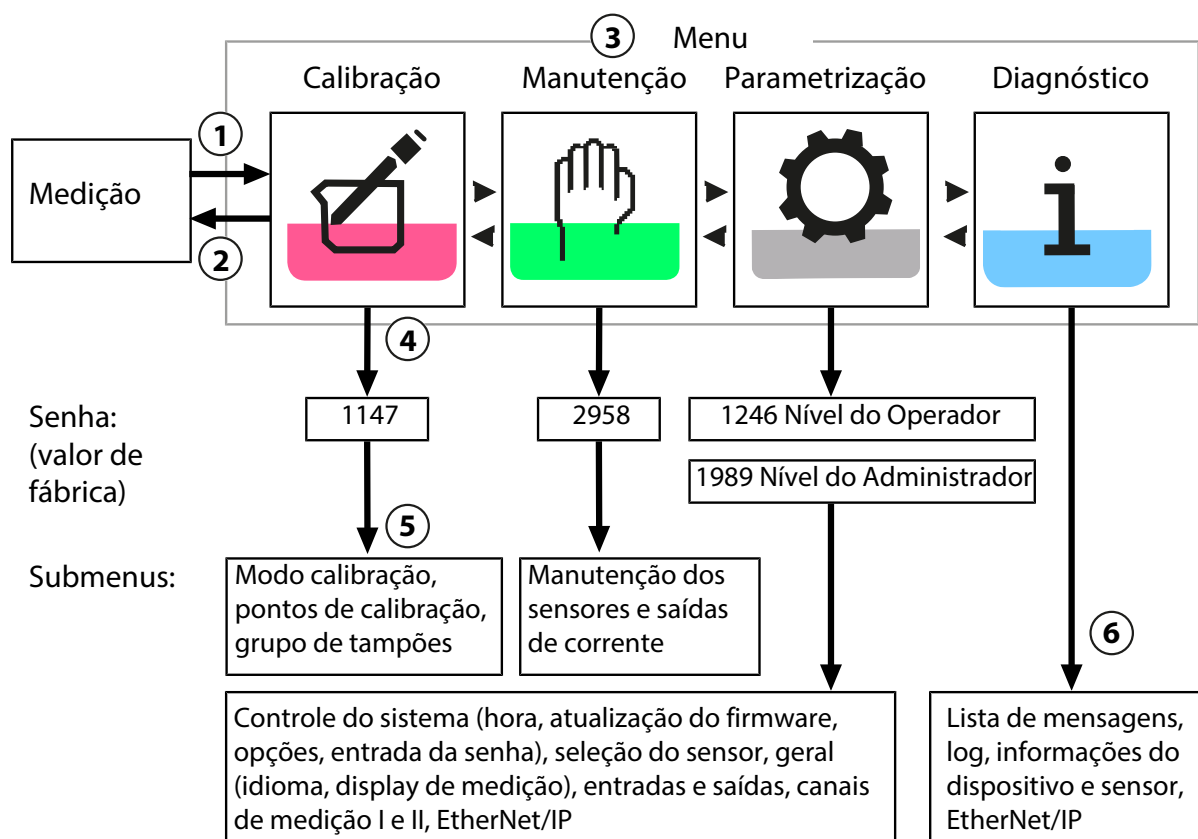 3 Menu
Calibração Manutenção Parametrização Diagnóstico
1
Medição
2
4
Senha:
(valor de
fábrica)
1147
2958
1246 Nível do Operador
1989 Nível do Administrador
5
Submenus:
Modo calibração,
pontos de calibração,
grupo de tampões
Manutenção dos
sensores e saídas
de corrente
6
Controle do sistema (hora, atualização do firmware,
opções, entrada da senha), seleção do sensor, geral
(idioma, display de medição), entradas e saídas, canais
de medição I e II, EtherNet/IP
Lista de mensagens,
log, informações do
dispositivo e sensor,
EtherNet/IP